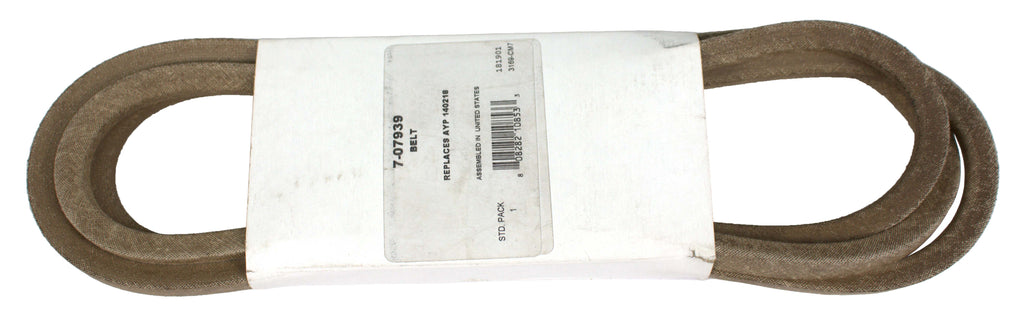 7-07939
BELT
REPLACES AYP 140218
ASSEMBLED IN UNITED STATES
STD. PACK
1
181901
3169-CM7
8 08282 10853 3